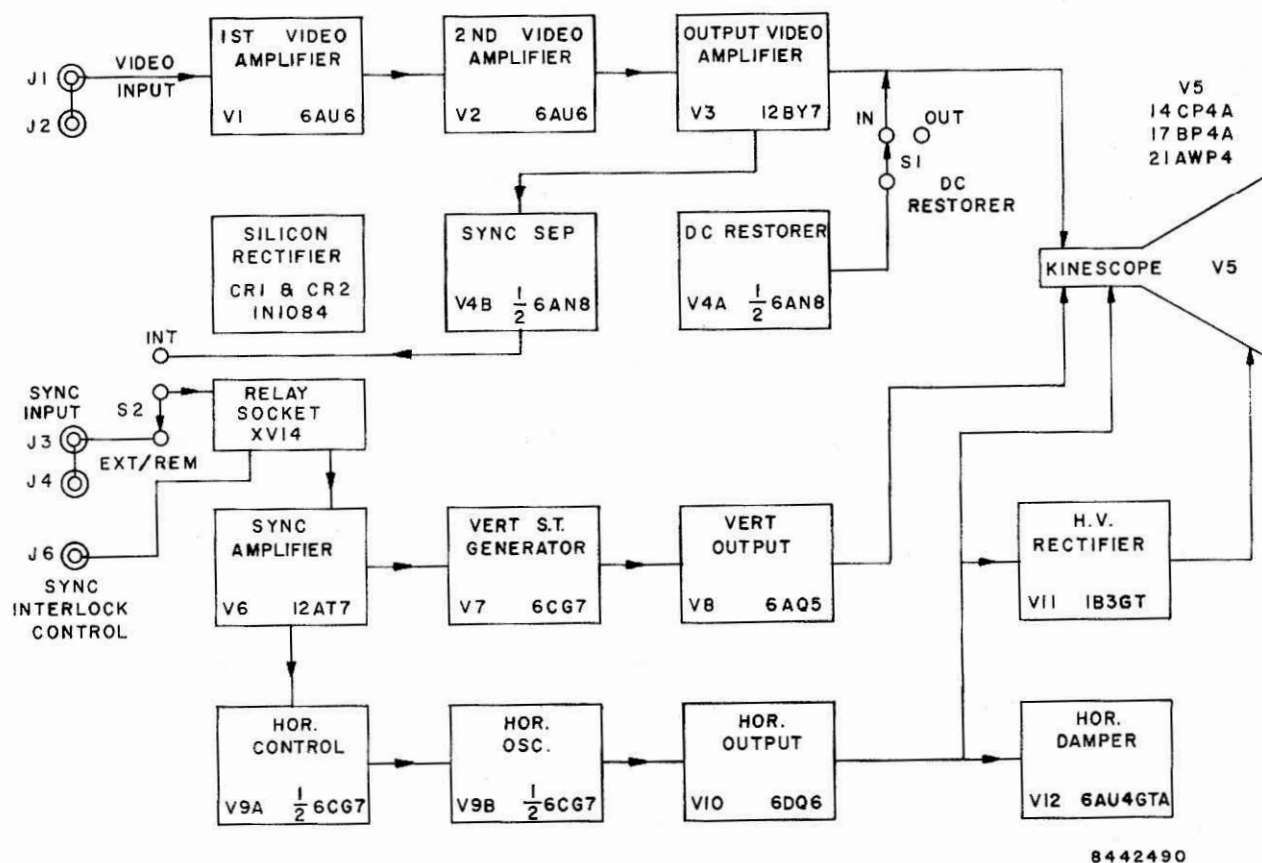 J1
J2
VIDEO
INPUT
1ST VIDEO
AMPLIFIER
V1 6AU6
2ND VIDEO
AMPLIFIER
V2 6AU6
OUTPUT VIDEO
AMPLIFIER
V3 12BY7
IN
OUT
S1
DC
RESTORER
V5
14CP4A
17BP4A
21AWP4
SILICON
RECTIFIER
CR1 & CR2
1N1084
SYNC SEP
V4B 1/2 6AN8
DC RESTORER
V4A 1/2 6AN8
KINESCOPE V5
INT
SYNC
INPUT
S2
J3
J4
EXT/REM
RELAY
SOCKET
XV14
J6
SYNC
INTERLOCK
CONTROL
SYNC
AMPLIFIER
V6 12AT7
VERT S.T.
GENERATOR
V7 6CG7
VERT
OUTPUT
V8 6AQ5
H.V.
RECTIFIER
V11 1B3GT
HOR.
CONTROL
V9A 1/2 6CG7
HOR.
OSC.
V9B 1/2 6CG7
HOR.
OUTPUT
V10 6DQ6
HOR.
DAMPER
V12 6AU4GTA
8442490